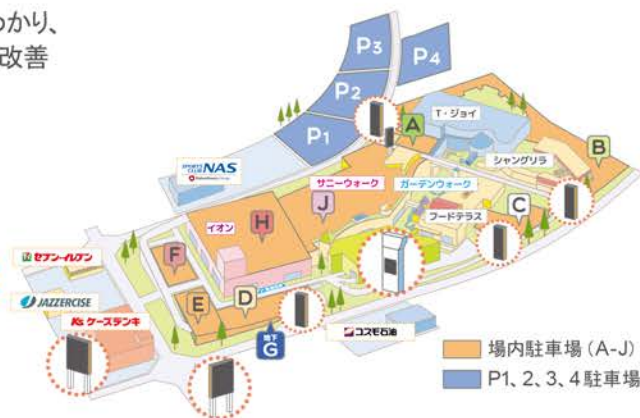 わかり、
改善
P3
P4
P2
P1
A
T・ジョイ
B
シャングリラ
SPORTS CLUB NAS
サニーウォーク
ガーデンウォーク
J
C
フードテラス
イオン
H
F
セブン-イレブン
E
D
JAZZERCISE
K's ケーズデンキ
地下
G
コスモ石油
場内駐車場（A-J）
P1、2、3、4駐車場